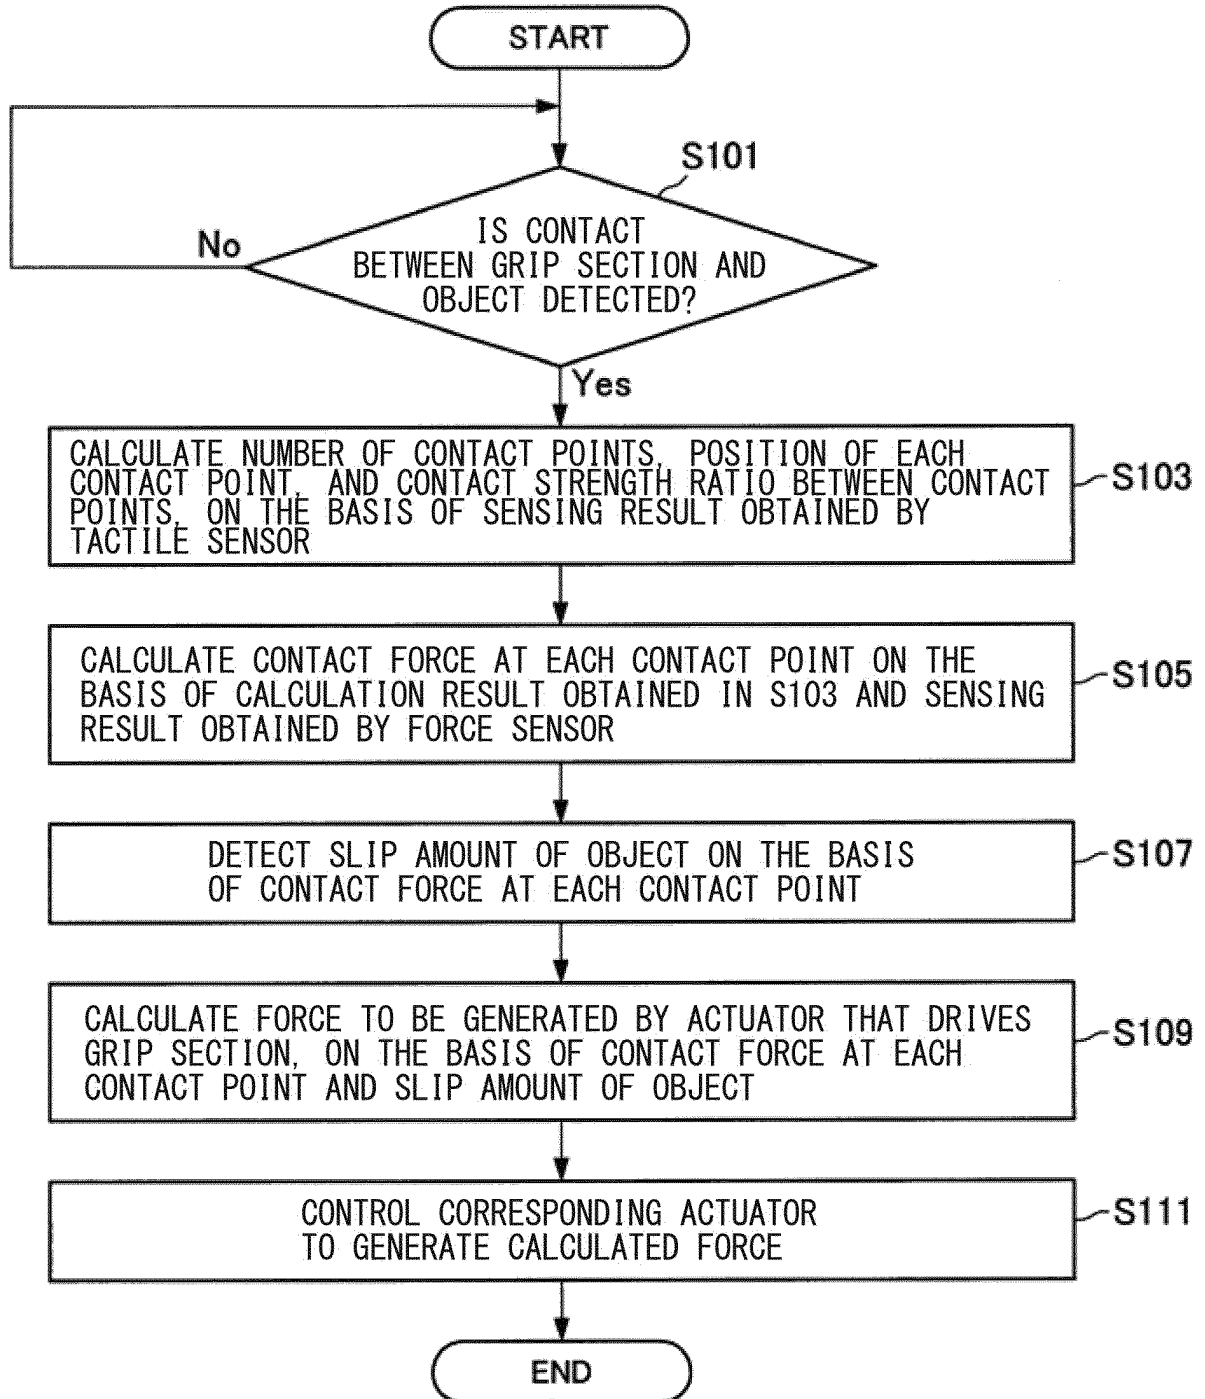 START
S101
IS CONTACT
BETWEEN GRIP SECTION AND
OBJECT DETECTED?
No
Yes
CALCULATE NUMBER OF CONTACT POINTS, POSITION OF EACH
CONTACT POINT, AND CONTACT STRENGTH RATIO BETWEEN CONTACT
POINTS, ON THE BASIS OF SENSING RESULT OBTAINED BY
TACTILE SENSOR
S103
CALCULATE CONTACT FORCE AT EACH CONTACT POINT ON THE
BASIS OF CALCULATION RESULT OBTAINED IN S103 AND SENSING
RESULT OBTAINED BY FORCE SENSOR
S105
DETECT SLIP AMOUNT OF OBJECT ON THE BASIS
OF CONTACT FORCE AT EACH CONTACT POINT
S107
CALCULATE FORCE TO BE GENERATED BY ACTUATOR THAT DRIVES
GRIP SECTION, ON THE BASIS OF CONTACT FORCE AT EACH
CONTACT POINT AND SLIP AMOUNT OF OBJECT
S109
CONTROL CORRESPONDING ACTUATOR
TO GENERATE CALCULATED FORCE
S111
END